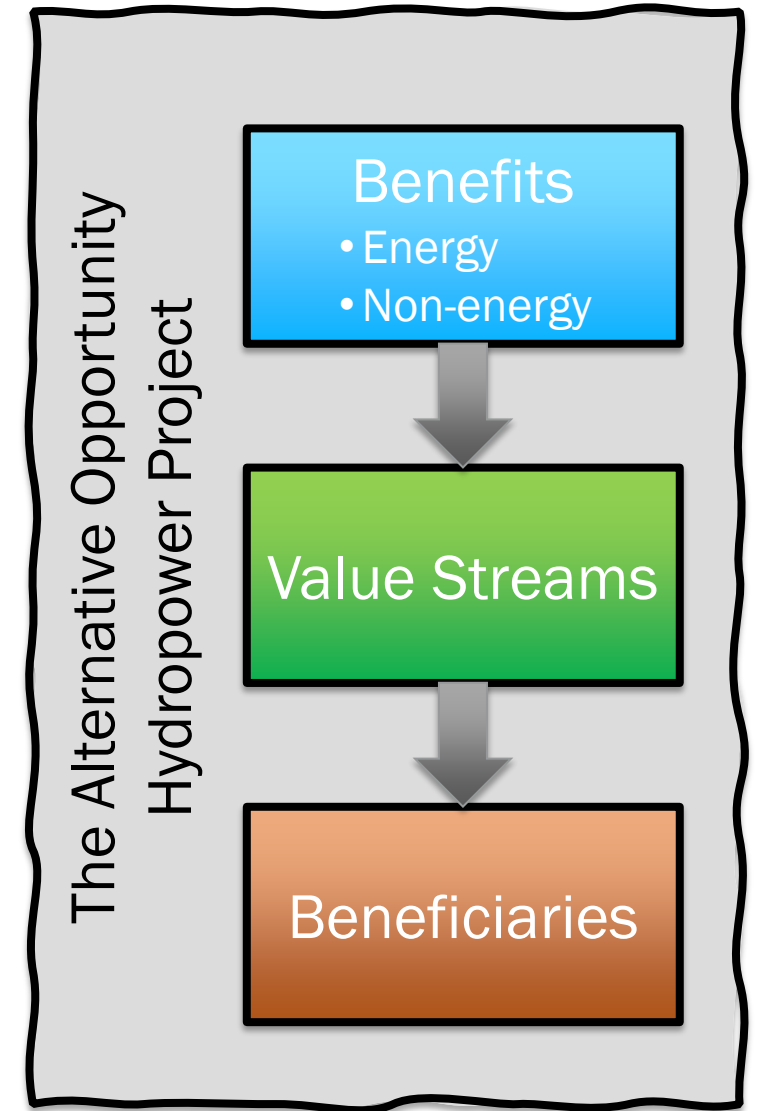 The Alternative Opportunity
Hydropower Project
Benefits
• Energy
• Non-energy
Value Streams
Beneficiaries